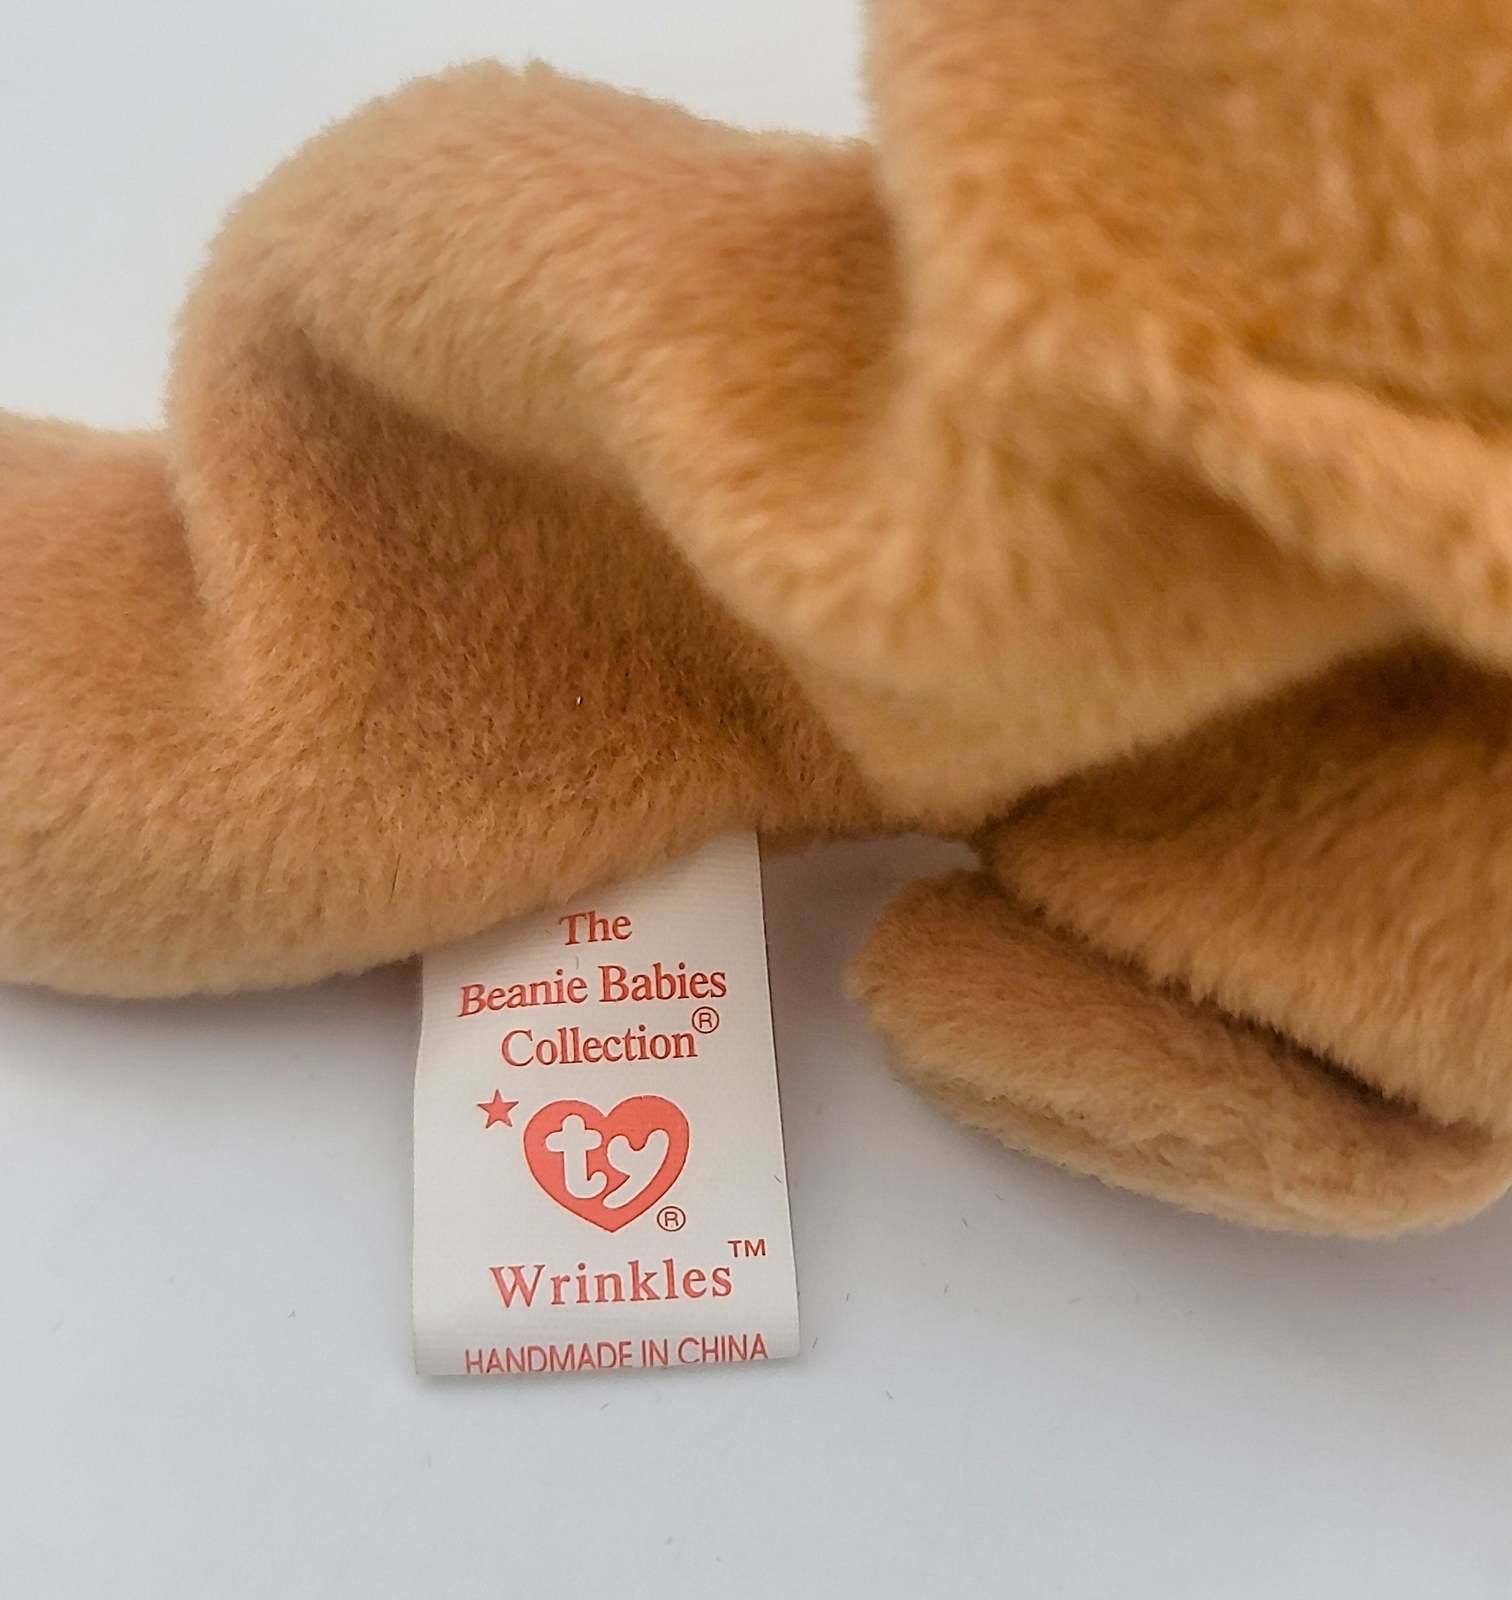 The
Beanie Babies
Collection®
ty®
Wrinkles™
HANDMADE IN CHINA